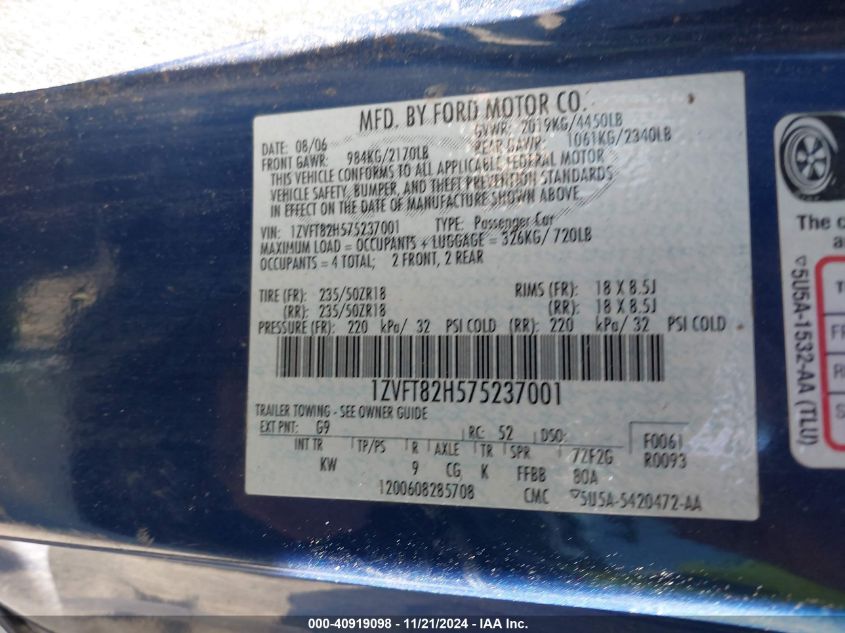 MFD. BY FORD MOTOR CO.
DATE: 08/06 GVWR: 2019KG/4450LB
FRONT GAWR: 984KG/2170LB REAR GAWR: 1061KG/2340LB
THIS VEHICLE CONFORMS TO ALL APPLICABLE FEDERAL MOTOR
VEHICLE SAFETY, BUMPER, AND THEFT PREVENTION STANDARDS
IN EFFECT ON THE DATE OF MANUFACTURE SHOWN ABOVE.
VIN: 1ZVFT82H575237001 TYPE: Passenger Car
MAXIMUM LOAD = OCCUPANTS + LUGGAGE = 326KG/ 720LB
OCCUPANTS = 4 TOTAL; 2 FRONT, 2 REAR
TIRE (FR): 235/50ZR18 RIMS (FR): 18 X 8.5J
(RR): 235/50ZR18 (RR): 18 X 8.5J
PRESSURE (FR): 220 kPa/ 32 PSI COLD (RR): 220 kPa/ 32 PSI COLD
1ZVFT82H575237001
TRAILER TOWING - SEE OWNER GUIDE
EXT PNT: G9 RC: 52 DSO: F0061
INT TR TP/PS R AXLE TR SPR 72F2G R0093
KW 9 CG K FFBB 80A
1200608285708 CMC 5U5A-5420472-AA
The c
a
5U5A-1532-AA (TLU)
T
FR
R
S
000-40919098 - 11/21/2024 - IAA Inc.